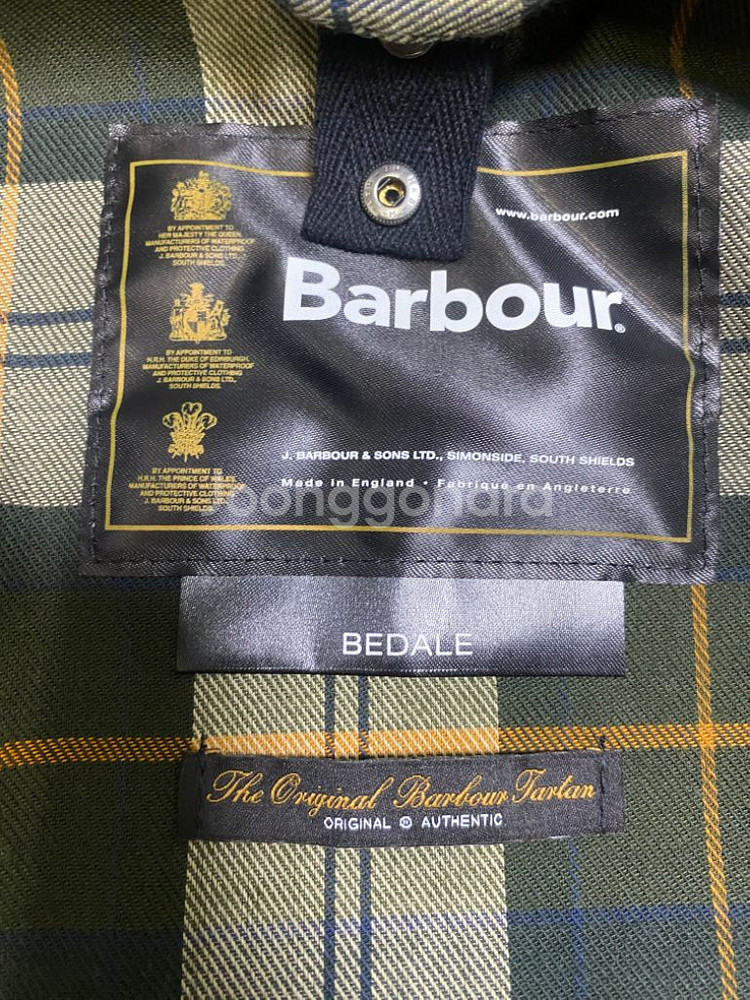 BY APPOINTMENT TO
HER MAJESTY THE QUEEN,
MANUFACTURERS OF WATERPROOF
AND PROTECTIVE CLOTHING
J. BARBOUR & SONS LTD.
SOUTH SHIELDS
www.barbour.com
Barbour®
BY APPOINTMENT TO
H.R.H. THE DUKE OF EDINBURGH,
MANUFACTURERS OF WATERPROOF
AND PROTECTIVE CLOTHING
J. BARBOUR & SONS LTD.,
SOUTH SHIELDS.
BY APPOINTMENT TO
H.R.H. THE PRINCE OF WALES,
MANUFACTURERS OF WATERPROOF
AND PROTECTIVE CLOTHING
J. BARBOUR & SONS LTD.
SOUTH SHIELDS.
J. BARBOUR & SONS LTD., SIMONSIDE, SOUTH SHIELDS
Made in England • Fabrique en Angleterre
BEDALE
The Original Barbour Tartan
ORIGINAL ® AUTHENTIC